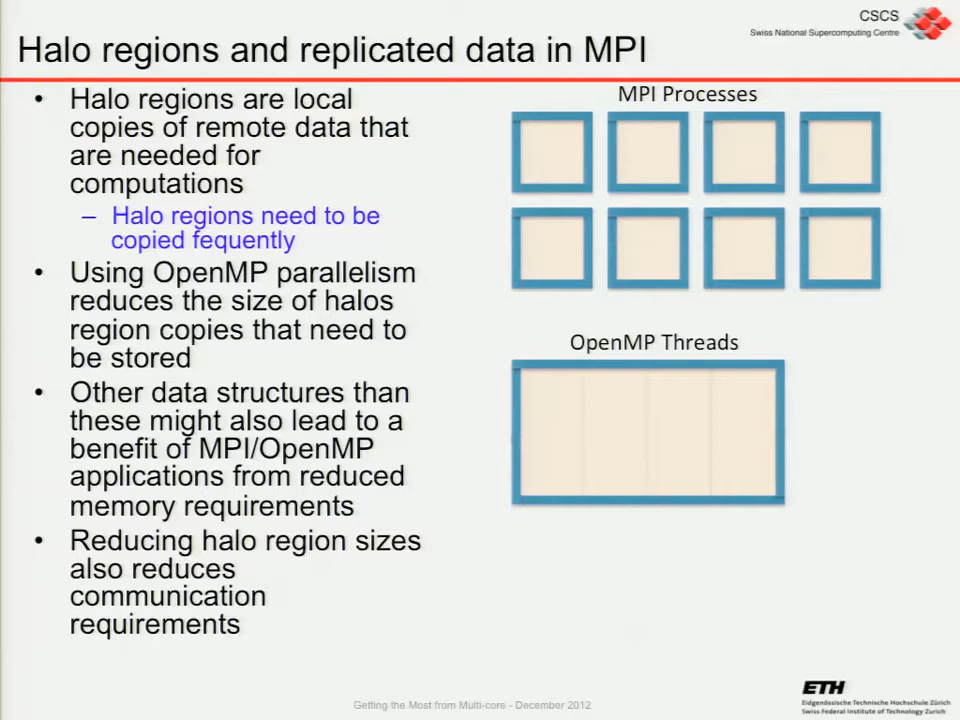 CSCS
Swiss National Supercomputing Centre
Halo regions and replicated data in MPI
• Halo regions are local
copies of remote data that
are needed for
computations
– Halo regions need to be
copied fequently
• Using OpenMP parallelism
reduces the size of halos
region copies that need to
be stored
• Other data structures than
these might also lead to a
benefit of MPI/OpenMP
applications from reduced
memory requirements
• Reducing halo region sizes
also reduces
communication
requirements
MPI Processes
OpenMP Threads
Getting the Most from Multi-core - December 2012
ETH
Eidgenössische Technische Hochschule Zürich
Swiss Federal Institute of Technology Zurich